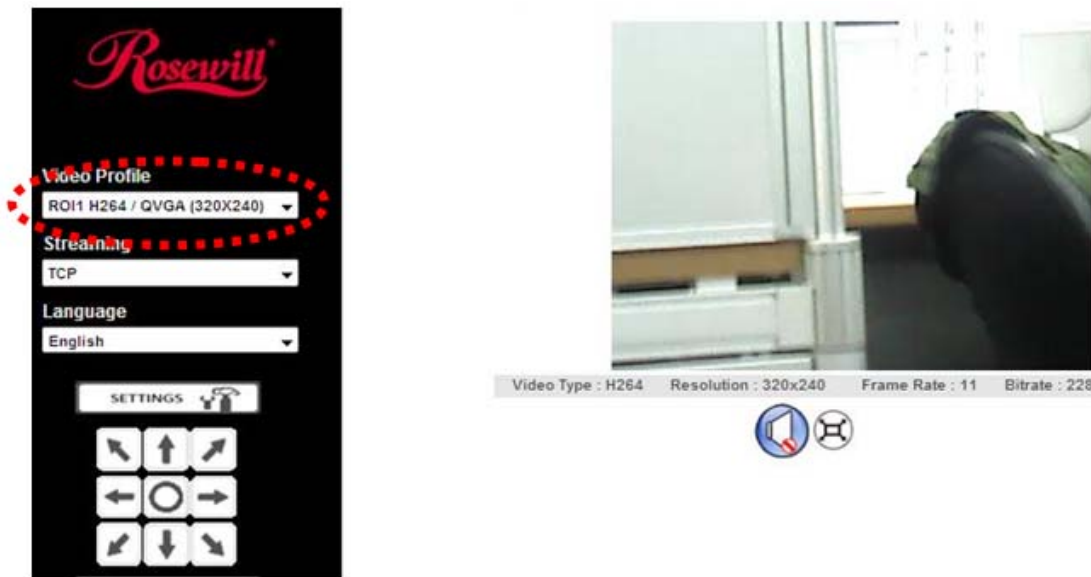 Rosewill
Video Profile
ROI1 H264 / QVGA (320X240)
Streaming
TCP
Language
English
SETTINGS
Video Type : H264 Resolution : 320x240 Frame Rate : 11 Bitrate : 228